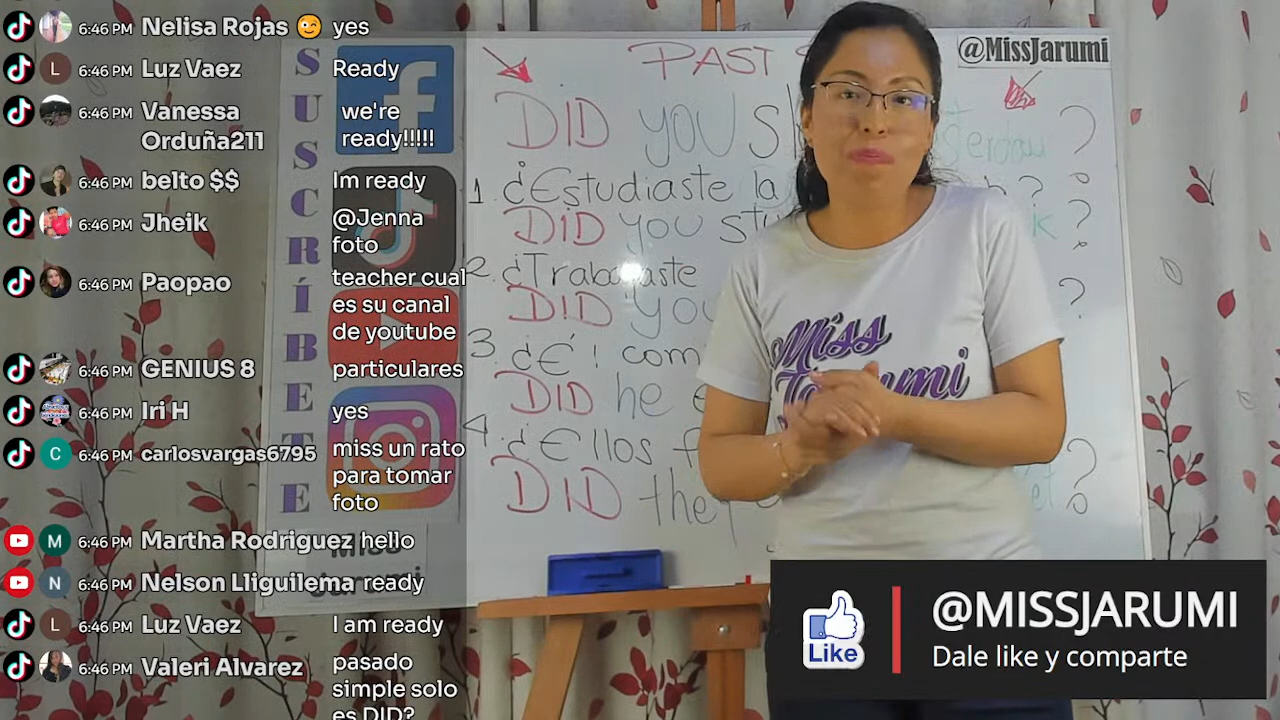 6:46 PM Nelisa Rojas 😉 yes
6:46 PM Luz Vaez Ready
6:46 PM Vanessa Orduña211 we're
ready!!!!!
6:46 PM belto $$ Im ready
6:46 PM Jheik @Jenna
foto
6:46 PM Paopao teacher cual
es su canal
de youtube
6:46 PM GENIUS 8 particulares
6:46 PM Iri H yes
6:46 PM carlosvargas6795 miss un rato
para tomar
foto
6:46 PM Martha Rodriguez hello
6:46 PM Nelson Lliguilema ready
6:46 PM Luz Vaez I am ready
6:46 PM Valeri Alvarez pasado
simple solo
es DID?
SUSCRÍBETE
Miss
@MissJarumi
PAST
DID you ?
1. ¿Estudiaste la ?
DID you ?
2. ¿Trabajaste
DID you ?
3. ¿Él com
DID he
4. ¿Ellos
DID they ?
Miss
Jarumi
Like
@MISSJARUMI
Dale like y comparte